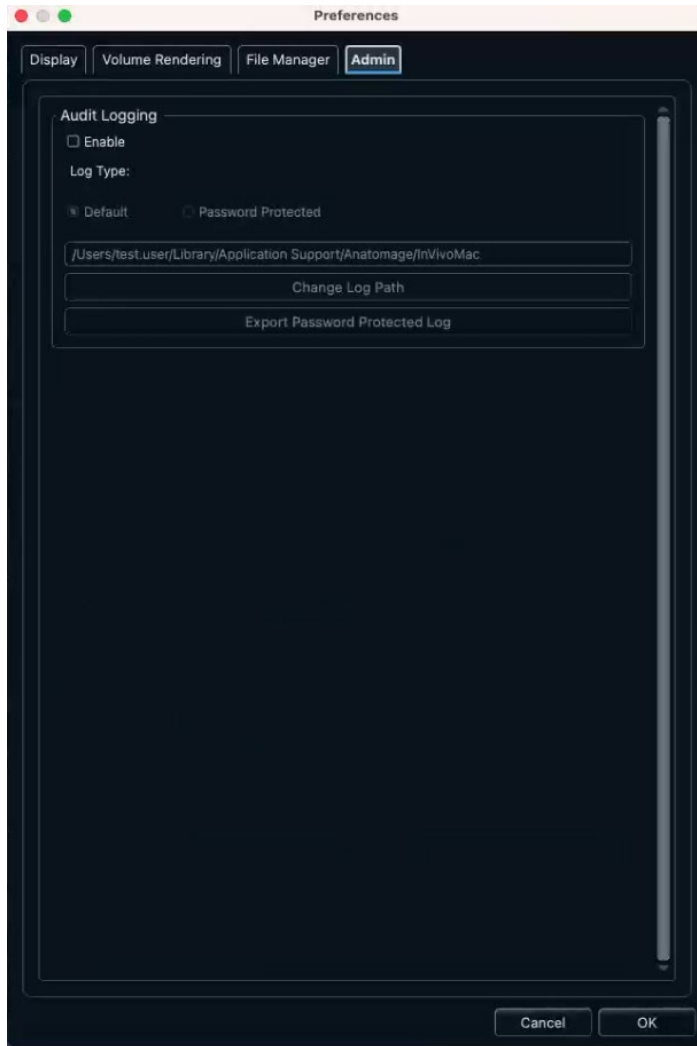 Preferences
Display Volume Rendering File Manager Admin
Audit Logging
Enable
Log Type:
Default Password Protected
/Users/test.user/Library/Application Support/Anatomage/InVivoMac
Change Log Path
Export Password Protected Log
Cancel OK